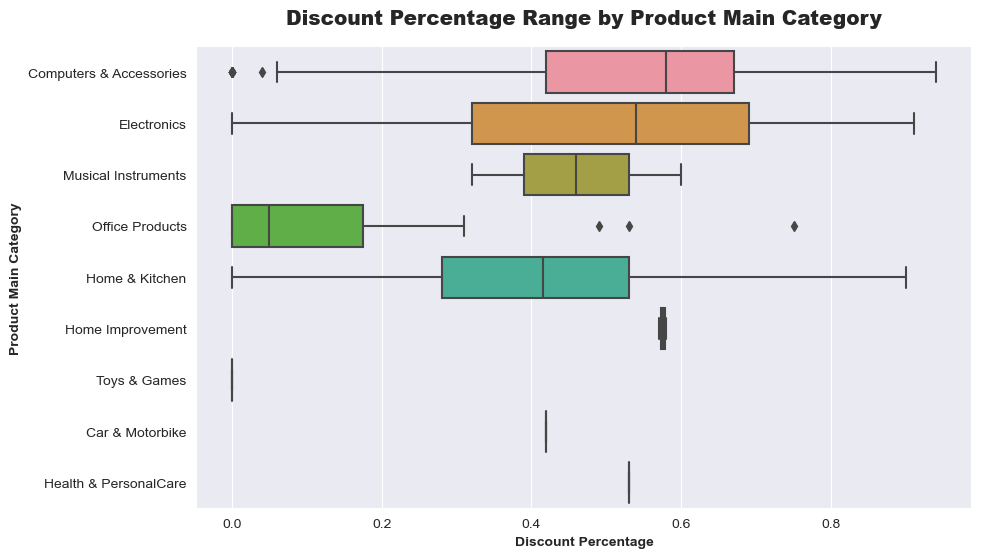 Discount Percentage Range by Product Main Category
Product Main Category
Computers & Accessories
Electronics
Musical Instruments
Office Products
Home & Kitchen
Home Improvement
Toys & Games
Car & Motorbike
Health & PersonalCare
0.0 0.2 0.4 0.6 0.8
Discount Percentage